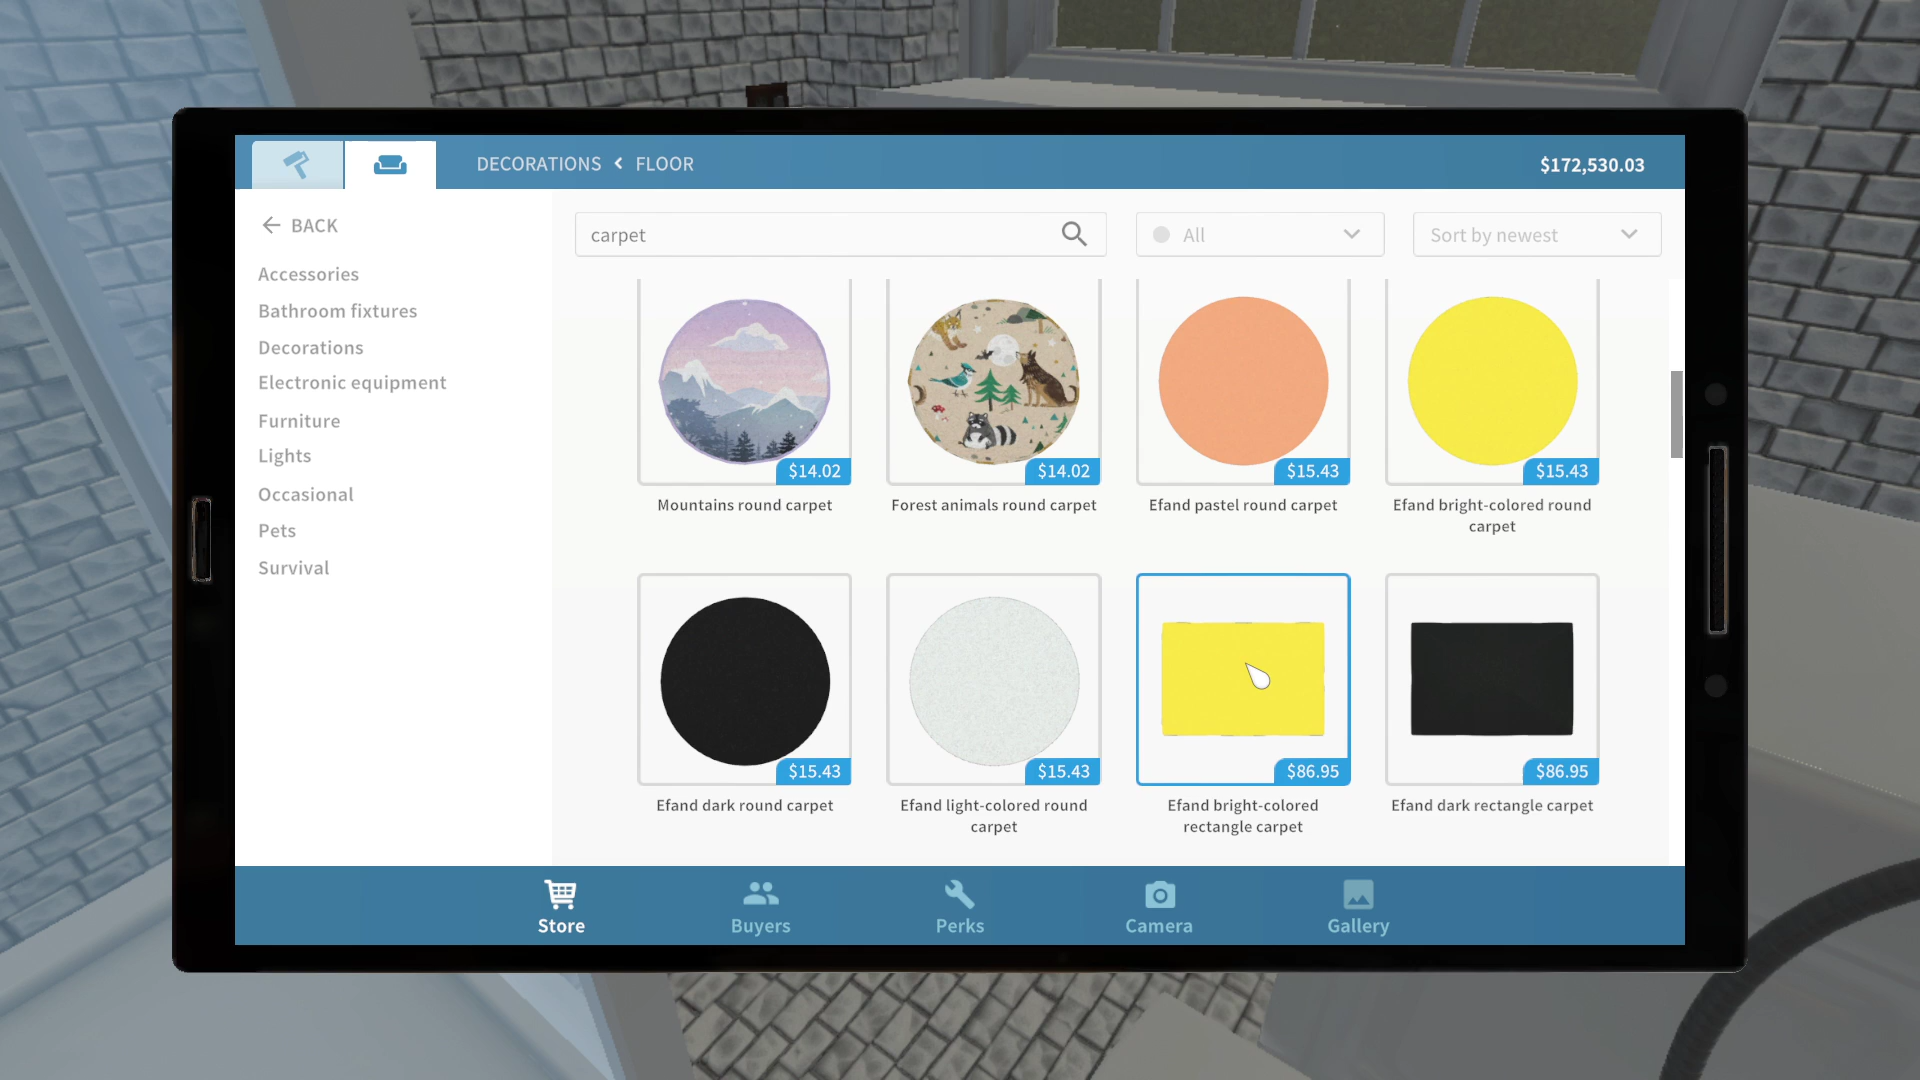 DECORATIONS < FLOOR
$172,530.03
BACK
carpet
All
Sort by newest
Accessories
Bathroom fixtures
Decorations
Electronic equipment
Furniture
Lights
Occasional
Pets
Survival
$14.02
$14.02
$15.43
$15.43
Mountains round carpet
Forest animals round carpet
Efand pastel round carpet
Efand bright-colored round
carpet
$15.43
$15.43
$86.95
$86.95
Efand dark round carpet
Efand light-colored round
carpet
Efand bright-colored
rectangle carpet
Efand dark rectangle carpet
Store
Buyers
Perks
Camera
Gallery